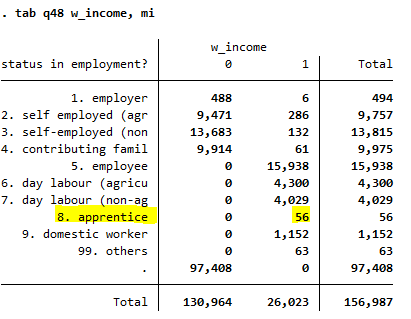 . tab q48 w_income, mi
w_income
status in employment? 0 1 Total
1. employer 488 6 494
2. self employed (agr 9,471 286 9,757
3. self-employed (non 13,683 132 13,815
4. contributing famil 9,914 61 9,975
5. employee 0 15,938 15,938
6. day labour (agricu 0 4,300 4,300
7. day labour (non-ag 0 4,029 4,029
8. apprentice 0 56 56
9. domestic worker 0 1,152 1,152
99. others 0 63 63
. 97,408 0 97,408
Total 130,964 26,023 156,987